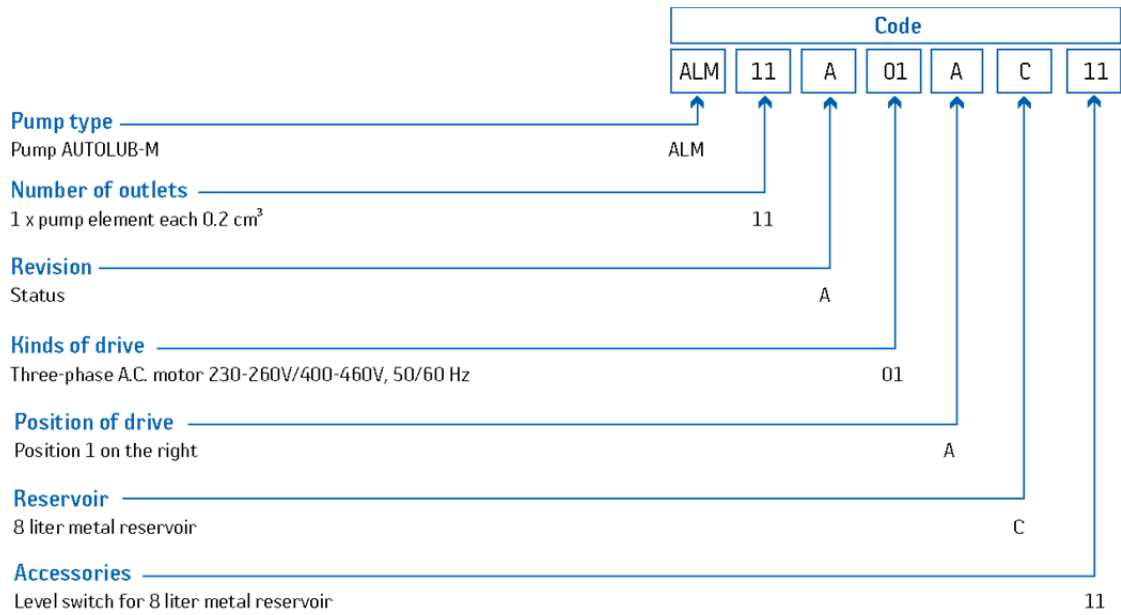 Code
ALM 11 A 01 A C 11
Pump type
Pump AUTOLUB-M ALM
Number of outlets
1 x pump element each 0.2 cm³ 11
Revision
Status A
Kinds of drive
Three-phase A.C. motor 230-260V/400-460V, 50/60 Hz 01
Position of drive
Position 1 on the right A
Reservoir
8 liter metal reservoir C
Accessories
Level switch for 8 liter metal reservoir 11